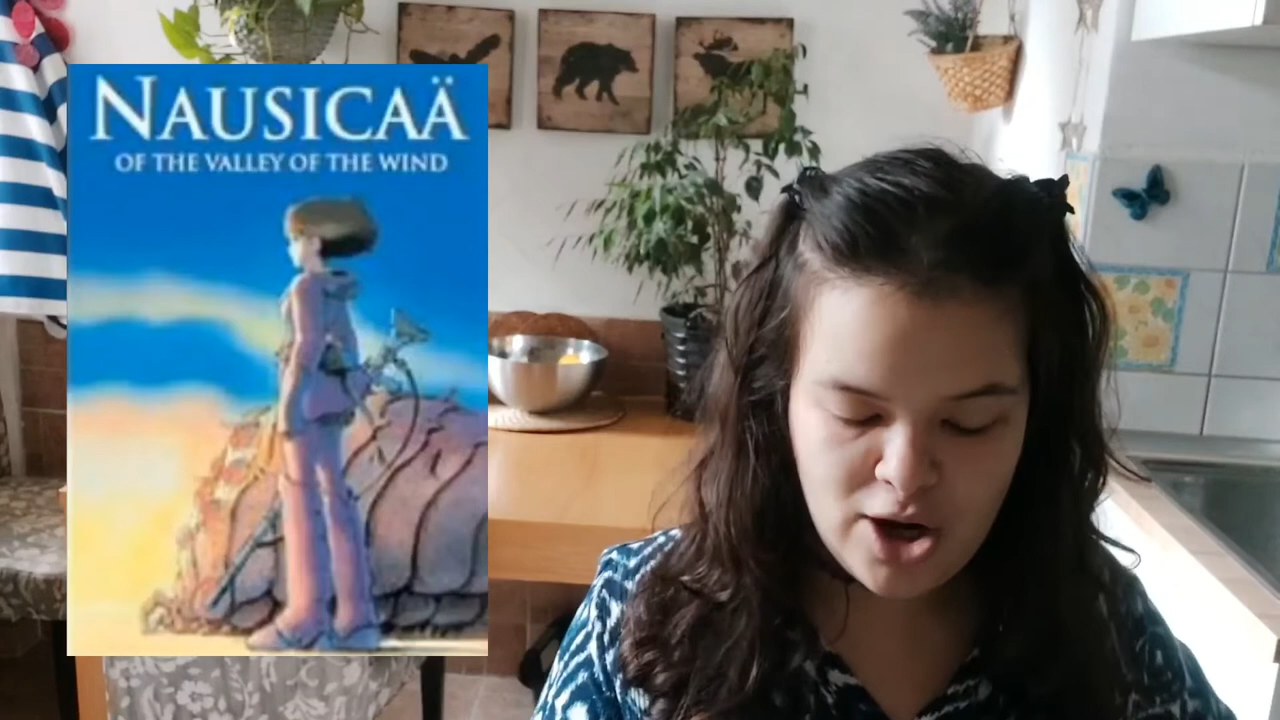 NAUSICAÄ
OF THE VALLEY OF THE WIND